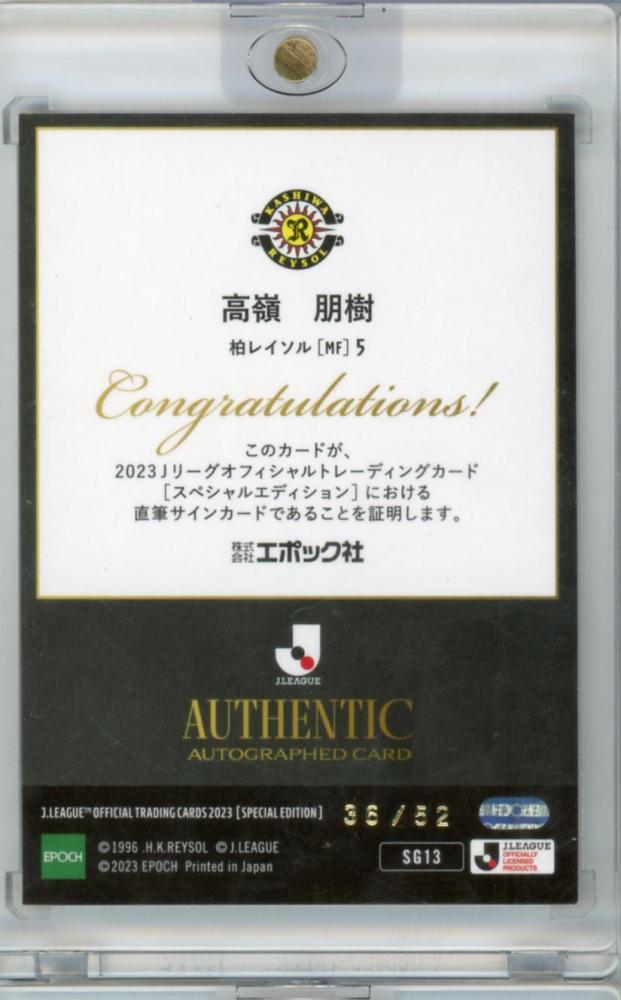 KASHIWA
R
REYSOL
高嶺 朋樹
柏レイソル [MF] 5
Congratulations!
このカードが、
2023Jリーグオフィシャルトレーディングカード
[スペシャルエディション] における
直筆サインカードであることを証明します。
株式会社エポック社
J.LEAGUE
AUTHENTIC
AUTOGRAPHED CARD
J.LEAGUE™ OFFICIAL TRADING CARDS 2023 [SPECIAL EDITION]
36/52
EPOCH
©1996 .H.K.REYSOL ©J.LEAGUE
©2023 EPOCH Printed in Japan
SG13
J.LEAGUE
OFFICIALLY
LICENSED
PRODUCTS